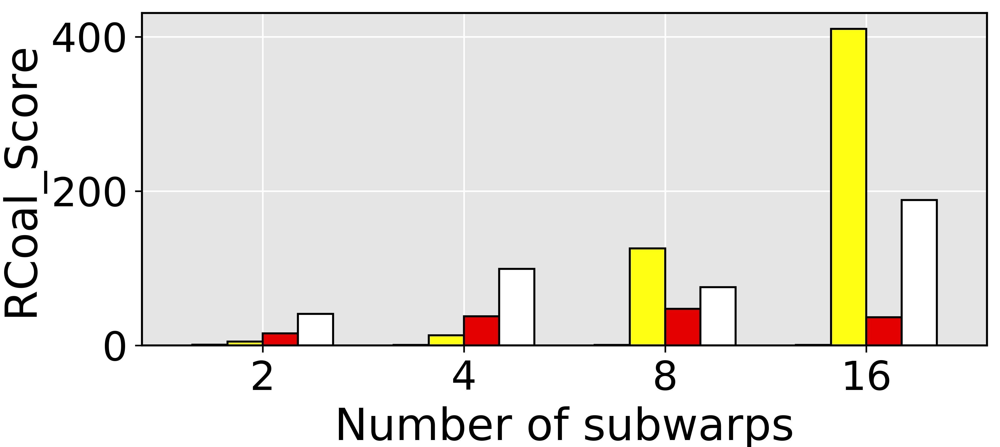 RCoal_Score
400
200
0
2 4 8 16
Number of subwarps